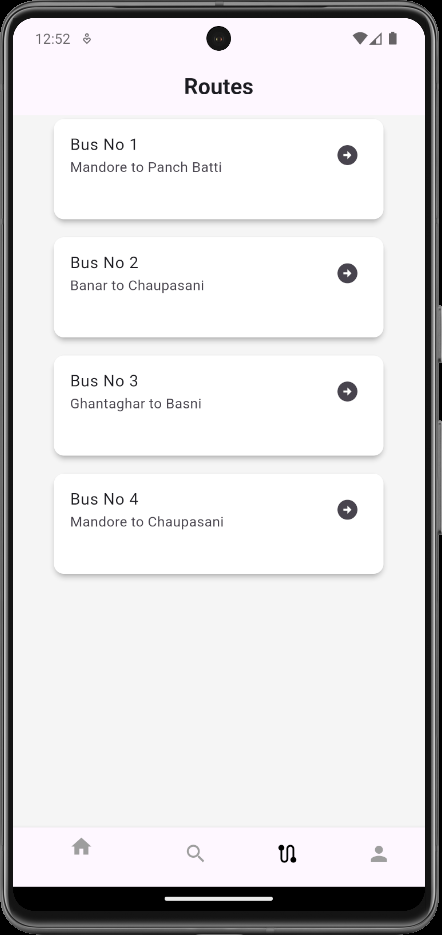 12:52
Routes
Bus No 1
Mandore to Panch Batti
Bus No 2
Banar to Chaupasani
Bus No 3
Ghantaghar to Basni
Bus No 4
Mandore to Chaupasani